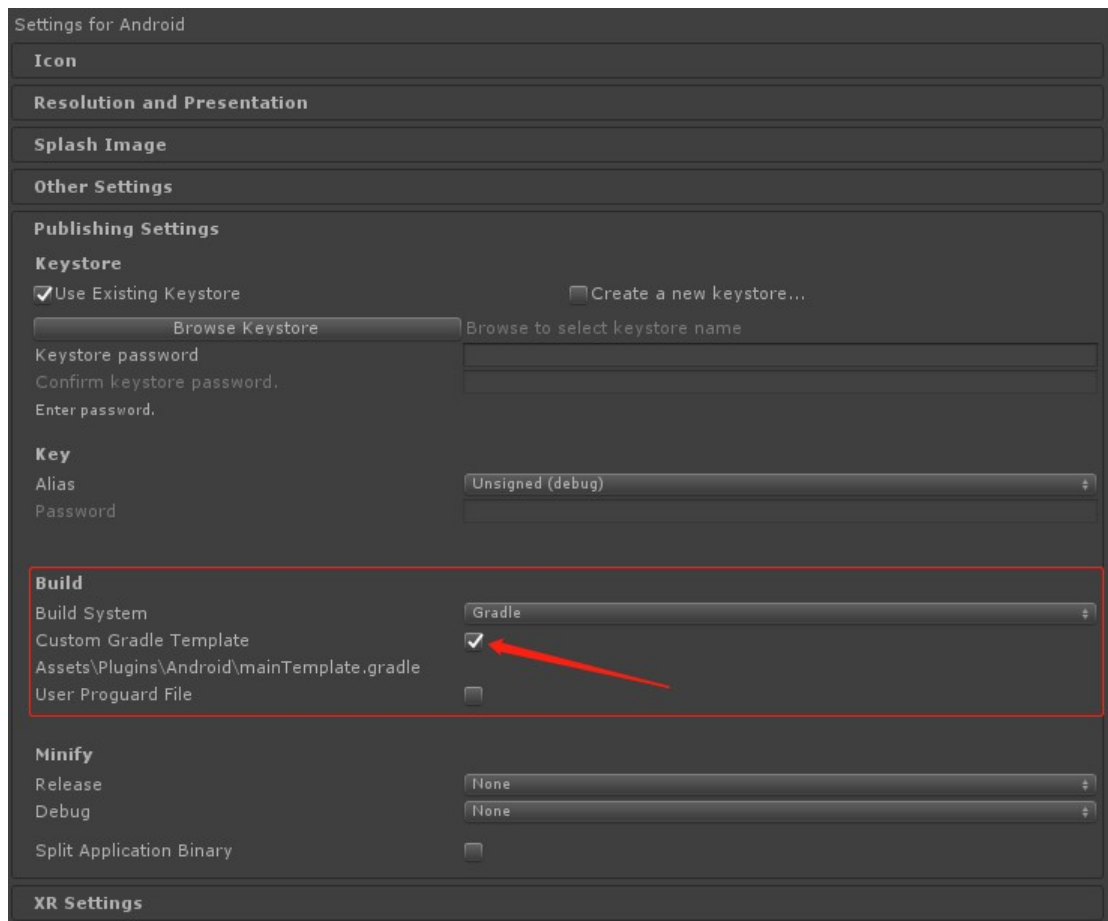 Settings for Android
Icon
Resolution and Presentation
Splash Image
Other Settings
Publishing Settings
Keystore
Use Existing Keystore Create a new keystore...
Browse Keystore Browse to select keystore name
Keystore password
Confirm keystore password.
Enter password.
Key
Alias Unsigned (debug)
Password
Build
Build System Gradle
Custom Gradle Template
Assets\Plugins\Android\mainTemplate.gradle
User Proguard File
Minify
Release None
Debug None
Split Application Binary
XR Settings